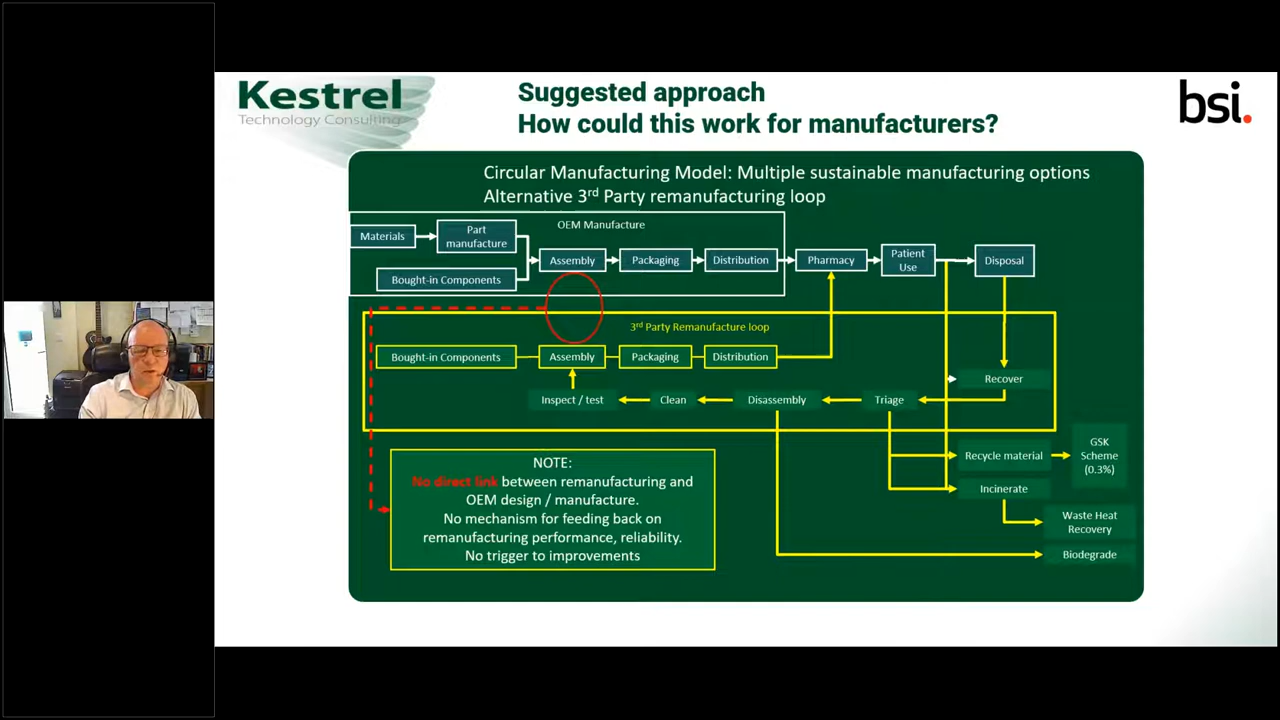 Kestrel
Technology Consulting
Suggested approach
How could this work for manufacturers?
bsi.
Circular Manufacturing Model: Multiple sustainable manufacturing options
Alternative 3rd Party remanufacturing loop
OEM Manufacture
Materials
Part
manufacture
Bought-in Components
Assembly
Packaging
Distribution
Pharmacy
Patient
Use
Disposal
3rd Party Remanufacture loop
Bought-in Components
Assembly
Packaging
Distribution
Recover
Inspect / test
Clean
Disassembly
Triage
Recycle material
GSK
Scheme
(0.3%)
Incinerate
Waste Heat
Recovery
Biodegrade
NOTE:
No direct link between remanufacturing and
OEM design / manufacture.
No mechanism for feeding back on
remanufacturing performance, reliability.
No trigger to improvements